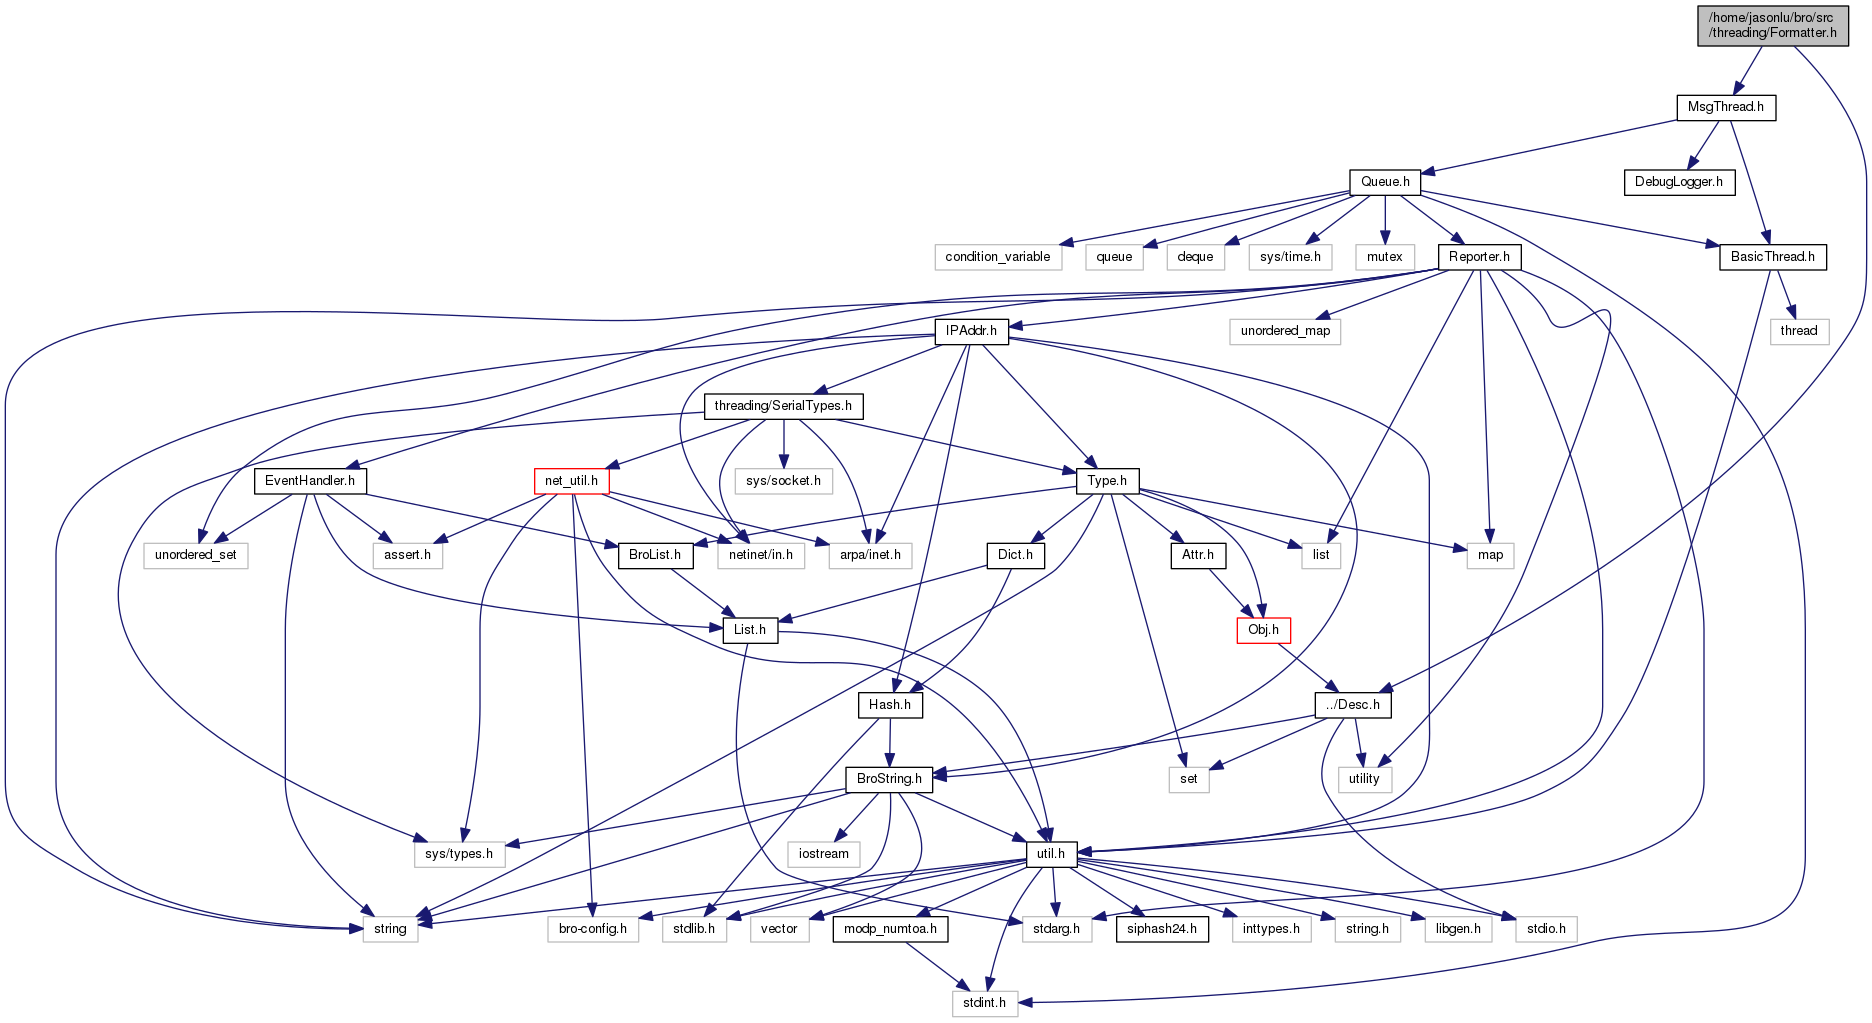 /home/jasonlu/bro/src
/threading/Formatter.h
MsgThread.h
Queue.h
DebugLogger.h
condition_variable
queue
deque
sys/time.h
mutex
Reporter.h
BasicThread.h
IPAddr.h
unordered_map
thread
threading/SerialTypes.h
EventHandler.h
net_util.h
sys/socket.h
Type.h
unordered_set
assert.h
BroList.h
netinet/in.h
arpa/inet.h
Dict.h
Attr.h
list
map
List.h
Obj.h
Hash.h
../Desc.h
BroString.h
set
utility
sys/types.h
iostream
util.h
string
bro-config.h
stdlib.h
vector
modp_numtoa.h
stdarg.h
siphash24.h
inttypes.h
string.h
libgen.h
stdio.h
stdint.h